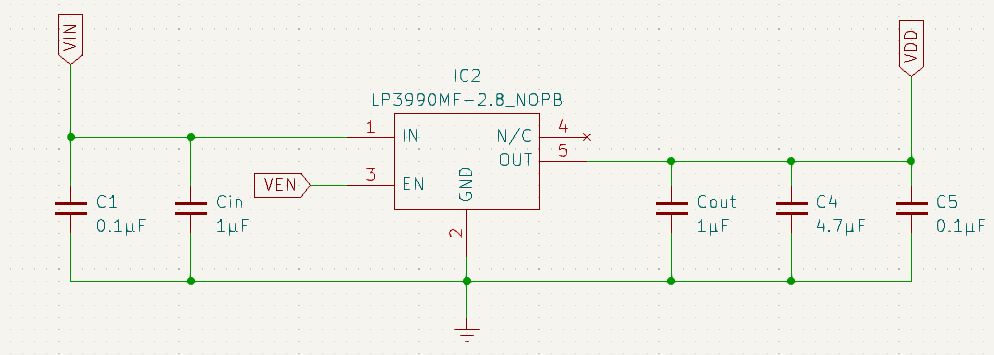 VIN
VDD
IC2
LP3990MF-2.8_NOPB
1
IN
N/C
4
OUT
5
VEN
3
EN
GND
2
C1
0.1µF
Cin
1µF
Cout
1µF
C4
4.7µF
C5
0.1µF